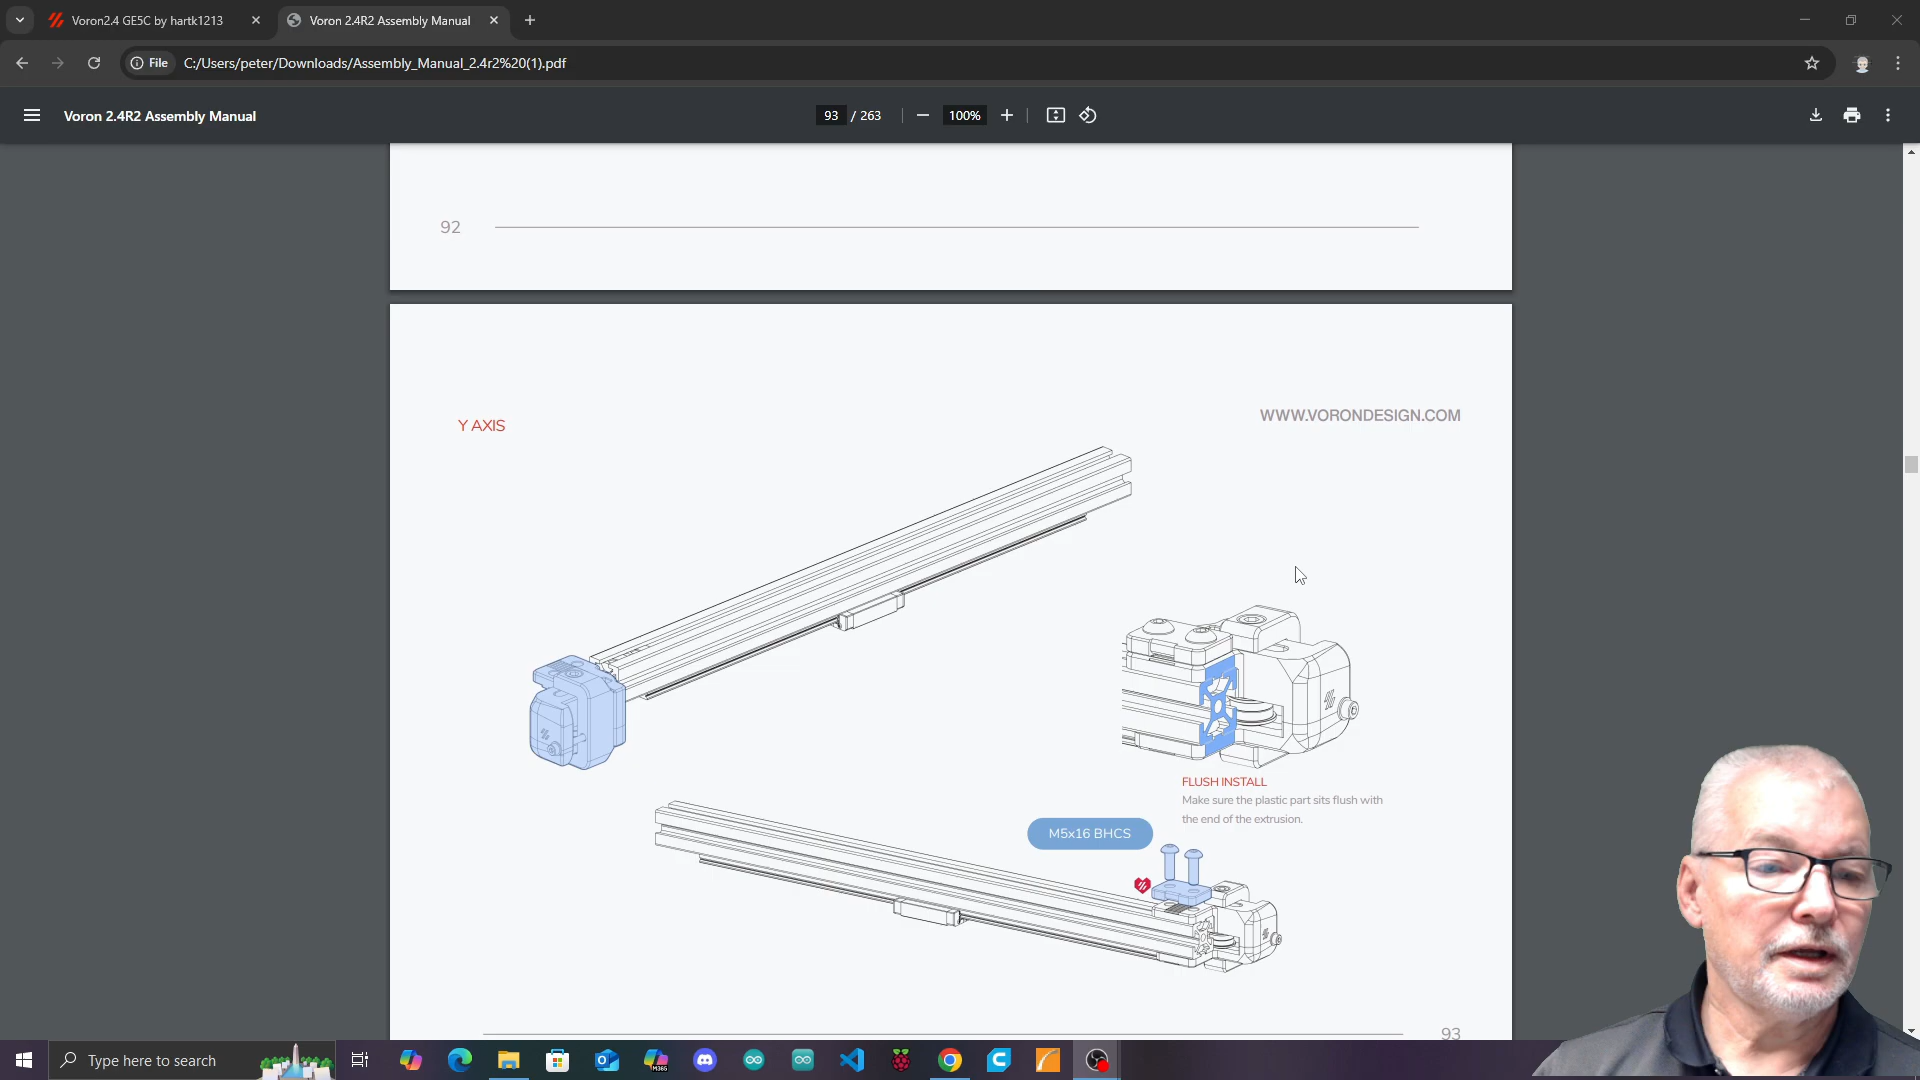 Voron2.4 GE5C by hartk1213
Voron 2.4R2 Assembly Manual
File
C:/Users/peter/Downloads/Assembly_Manual_2.4r2%20(1).pdf
Voron 2.4R2 Assembly Manual
93 / 263
100%
92
Y AXIS
WWW.VORONDESIGN.COM
FLUSH INSTALL
Make sure the plastic part sits flush with
the end of the extrusion.
M5x16 BHCS
93
Type here to search
M365